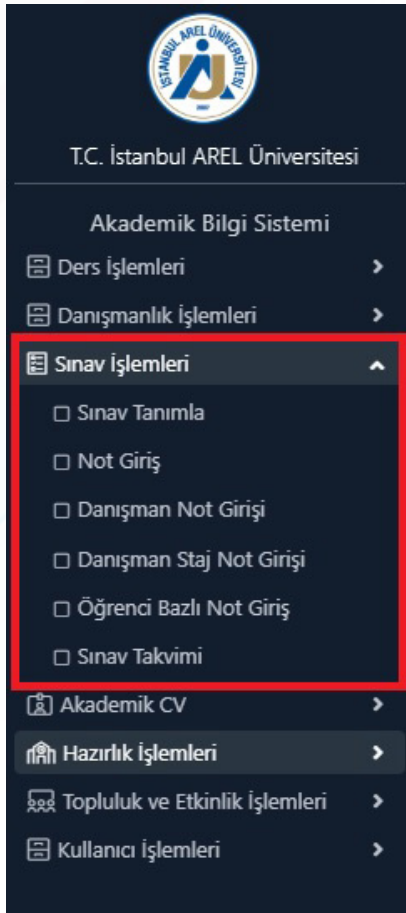 İSTANBUL AREL ÜNİVERSİTESİ
T.C. İstanbul AREL Üniversitesi
Akademik Bilgi Sistemi
Ders İşlemleri
Danışmanlık İşlemleri
Sınav İşlemleri
Sınav Tanımla
Not Giriş
Danışman Not Girişi
Danışman Staj Not Girişi
Öğrenci Bazlı Not Giriş
Sınav Takvimi
Akademik CV
Hazırlık İşlemleri
Topluluk ve Etkinlik İşlemleri
Kullanıcı İşlemleri